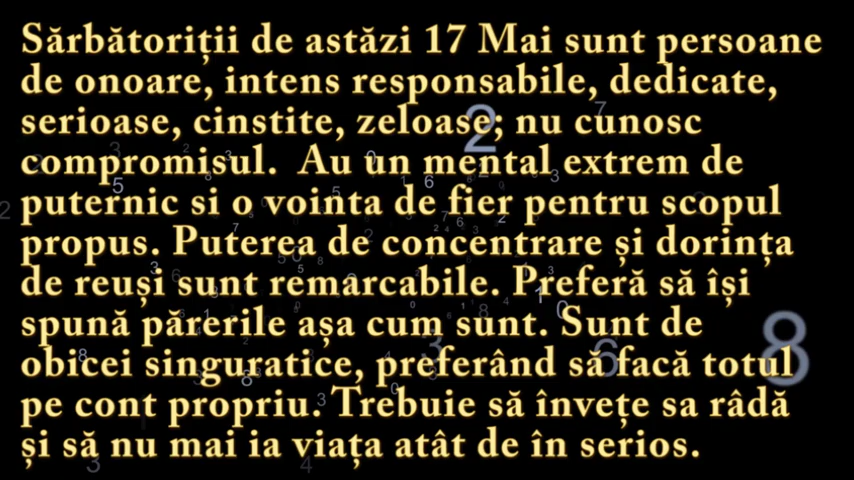 Sărbătoriții de astăzi 17 Mai sunt persoane
de onoare, intens responsabile, dedicate,
serioase, cinstite, zeloase; nu cunosc
compromisul. Au un mental extrem de
puternic si o vointa de fier pentru scopul
propus. Puterea de concentrare și dorința
de reuși sunt remarcabile. Preferă să își
spună părerile așa cum sunt. Sunt de
obicei singuratice, preferând să facă totul
pe cont propriu. Trebuie să învețe sa râdă
și să nu mai ia viața atât de în serios.